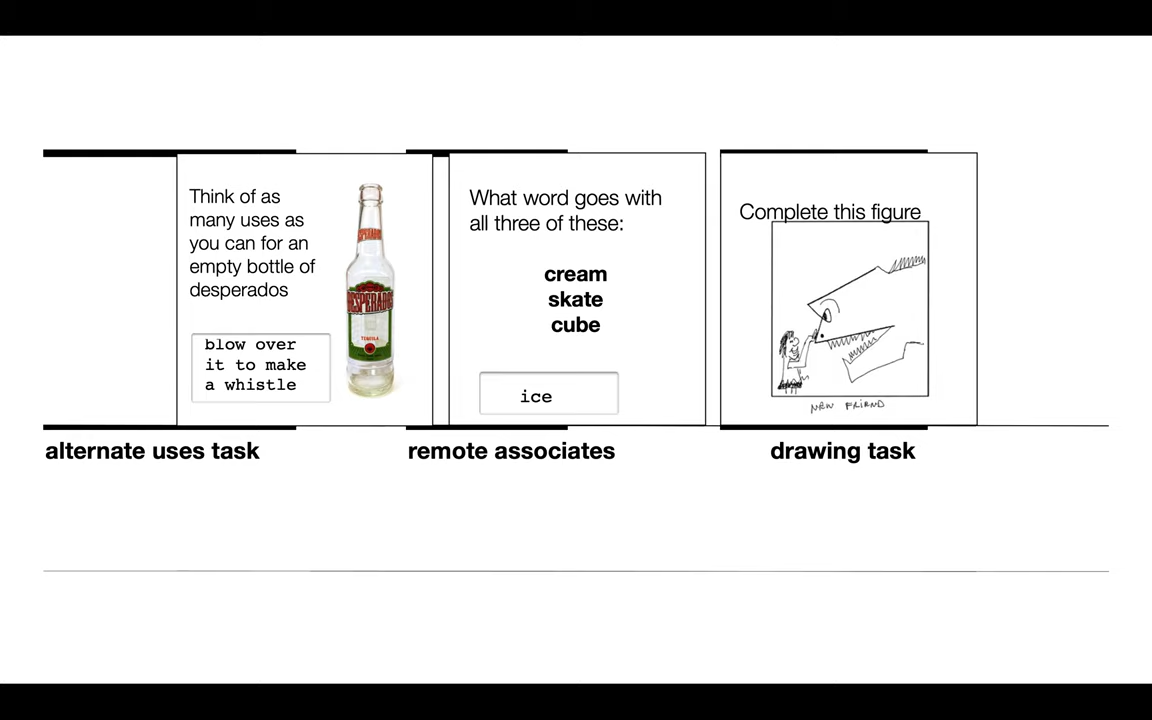 Think of as
many uses as
you can for an
empty bottle of
desperados
blow over
it to make
a whistle
DESPERADOS
DESPERADOS
TEQUILA
What word goes with
all three of these:
cream
skate
cube
ice
Complete this figure
NEW FRIEND
alternate uses task
remote associates
drawing task